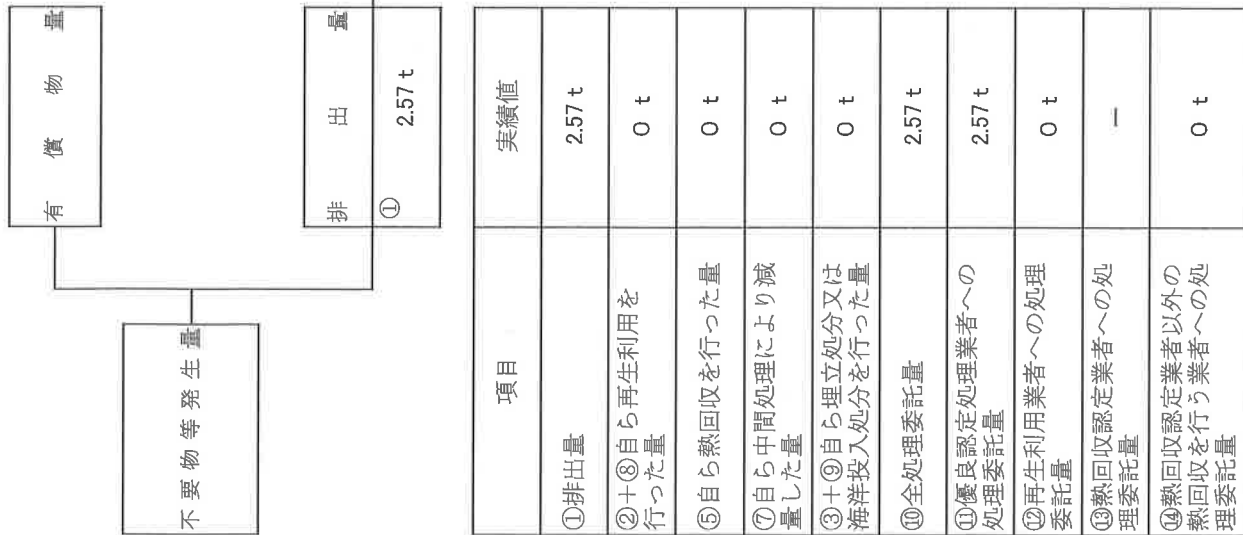 有償物量
不要物等発生量
排出量
① 2.57 t
項目 実績値
①排出量 2.57 t
②+⑧自ら再生利用を
行った量 0 t
⑤自ら熱回収を行った量 0 t
⑦自ら中間処理により減
量した量 0 t
③+⑨自ら埋立処分又は
海洋投入処分を行った量 0 t
⑩全処理委託量 2.57 t
⑪優良認定処理業者への
処理委託量 2.57 t
⑫再生利用業者への処理
委託量 0 t
⑬熱回収認定業者への処
理委託量 ー
⑭熱回収認定業者以外の
熱回収を行う業者への処
理委託量 0 t